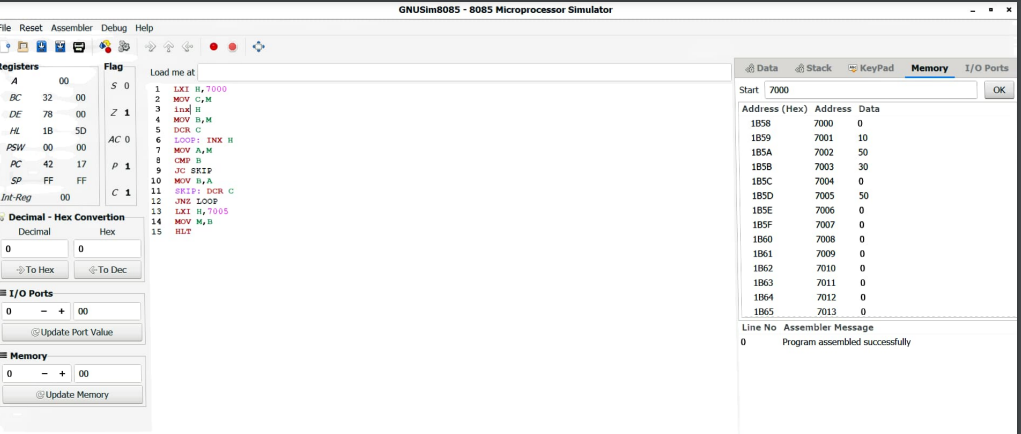 GNUSim8085 - 8085 Microprocessor Simulator
File Reset Assembler Debug Help
Registers
Flag
A 00
BC 32 00
DE 78 00
HL 1B 5D
PSW 00 00
PC 42 17
SP FF FF
Int-Reg 00
S 0
Z 1
AC 0
P 1
C 1
Decimal - Hex Convertion
Decimal Hex
0 0
To Hex To Dec
I/O Ports
0 - + 00
Update Port Value
Memory
0 - + 00
Update Memory
Load me at
1 LXI H,7000
2 MOV C,M
3 inx H
4 MOV B,M
5 DCR C
6 LOOP: INX H
7 MOV A,M
8 CMP B
9 JC SKIP
10 MOV B,A
11 SKIP: DCR C
12 JNZ LOOP
13 LXI H,7005
14 MOV M,B
15 HLT
Data Stack KeyPad Memory I/O Ports
Start 7000 OK
Address (Hex) Address Data
1B58 7000 0
1B59 7001 10
1B5A 7002 50
1B5B 7003 30
1B5C 7004 0
1B5D 7005 50
1B5E 7006 0
1B5F 7007 0
1B60 7008 0
1B61 7009 0
1B62 7010 0
1B63 7011 0
1B64 7012 0
1B65 7013 0
Line No Assembler Message
0 Program assembled successfully